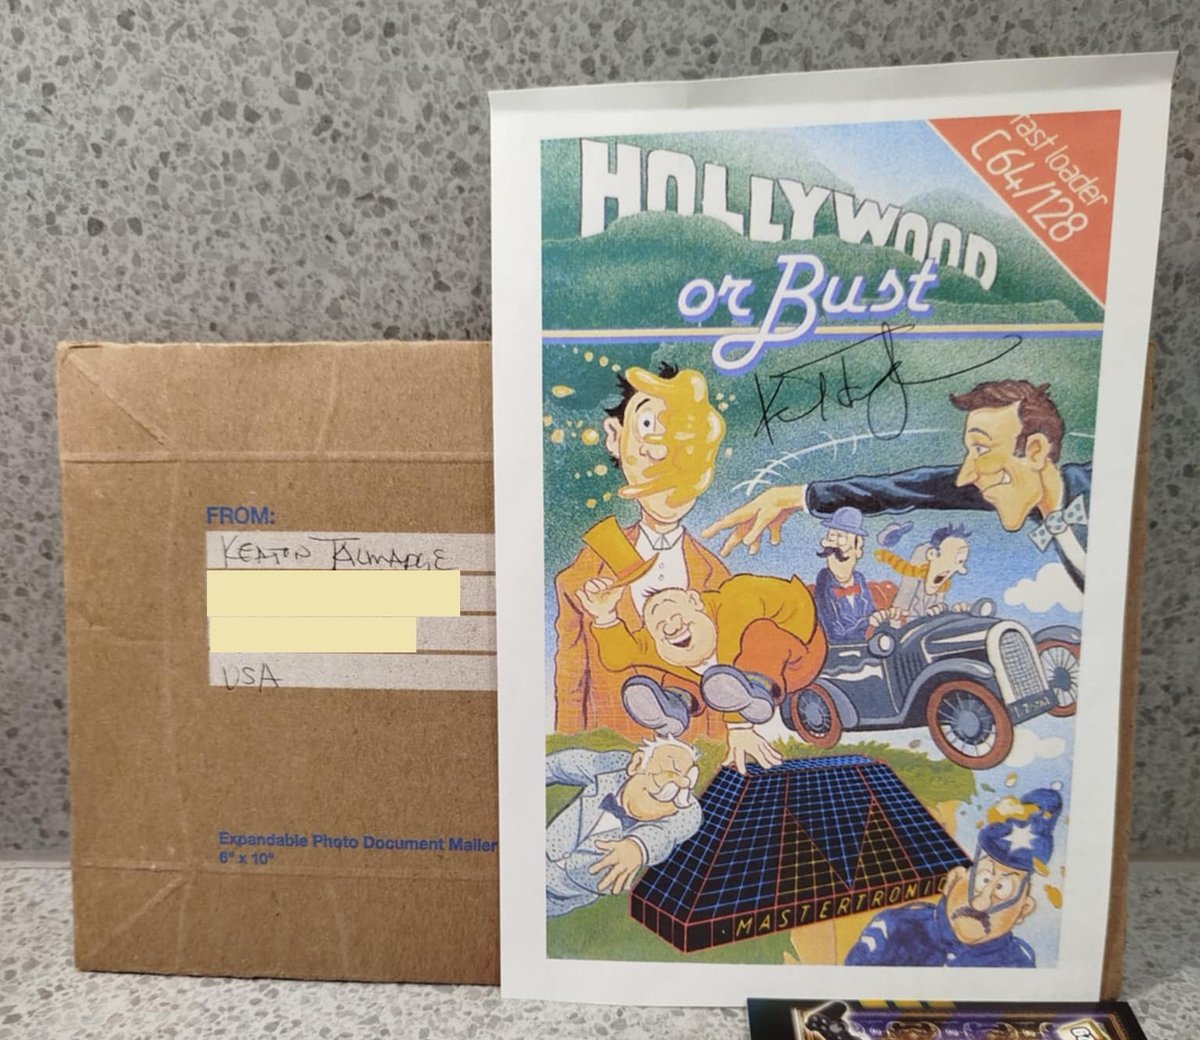 HOLLYWOOD
or Bust
fast loader
C64/128
FROM:
KEATON TALMADGE
USA
Expandable Photo Document Mailer
6" x 10"
MASTERTRONIC